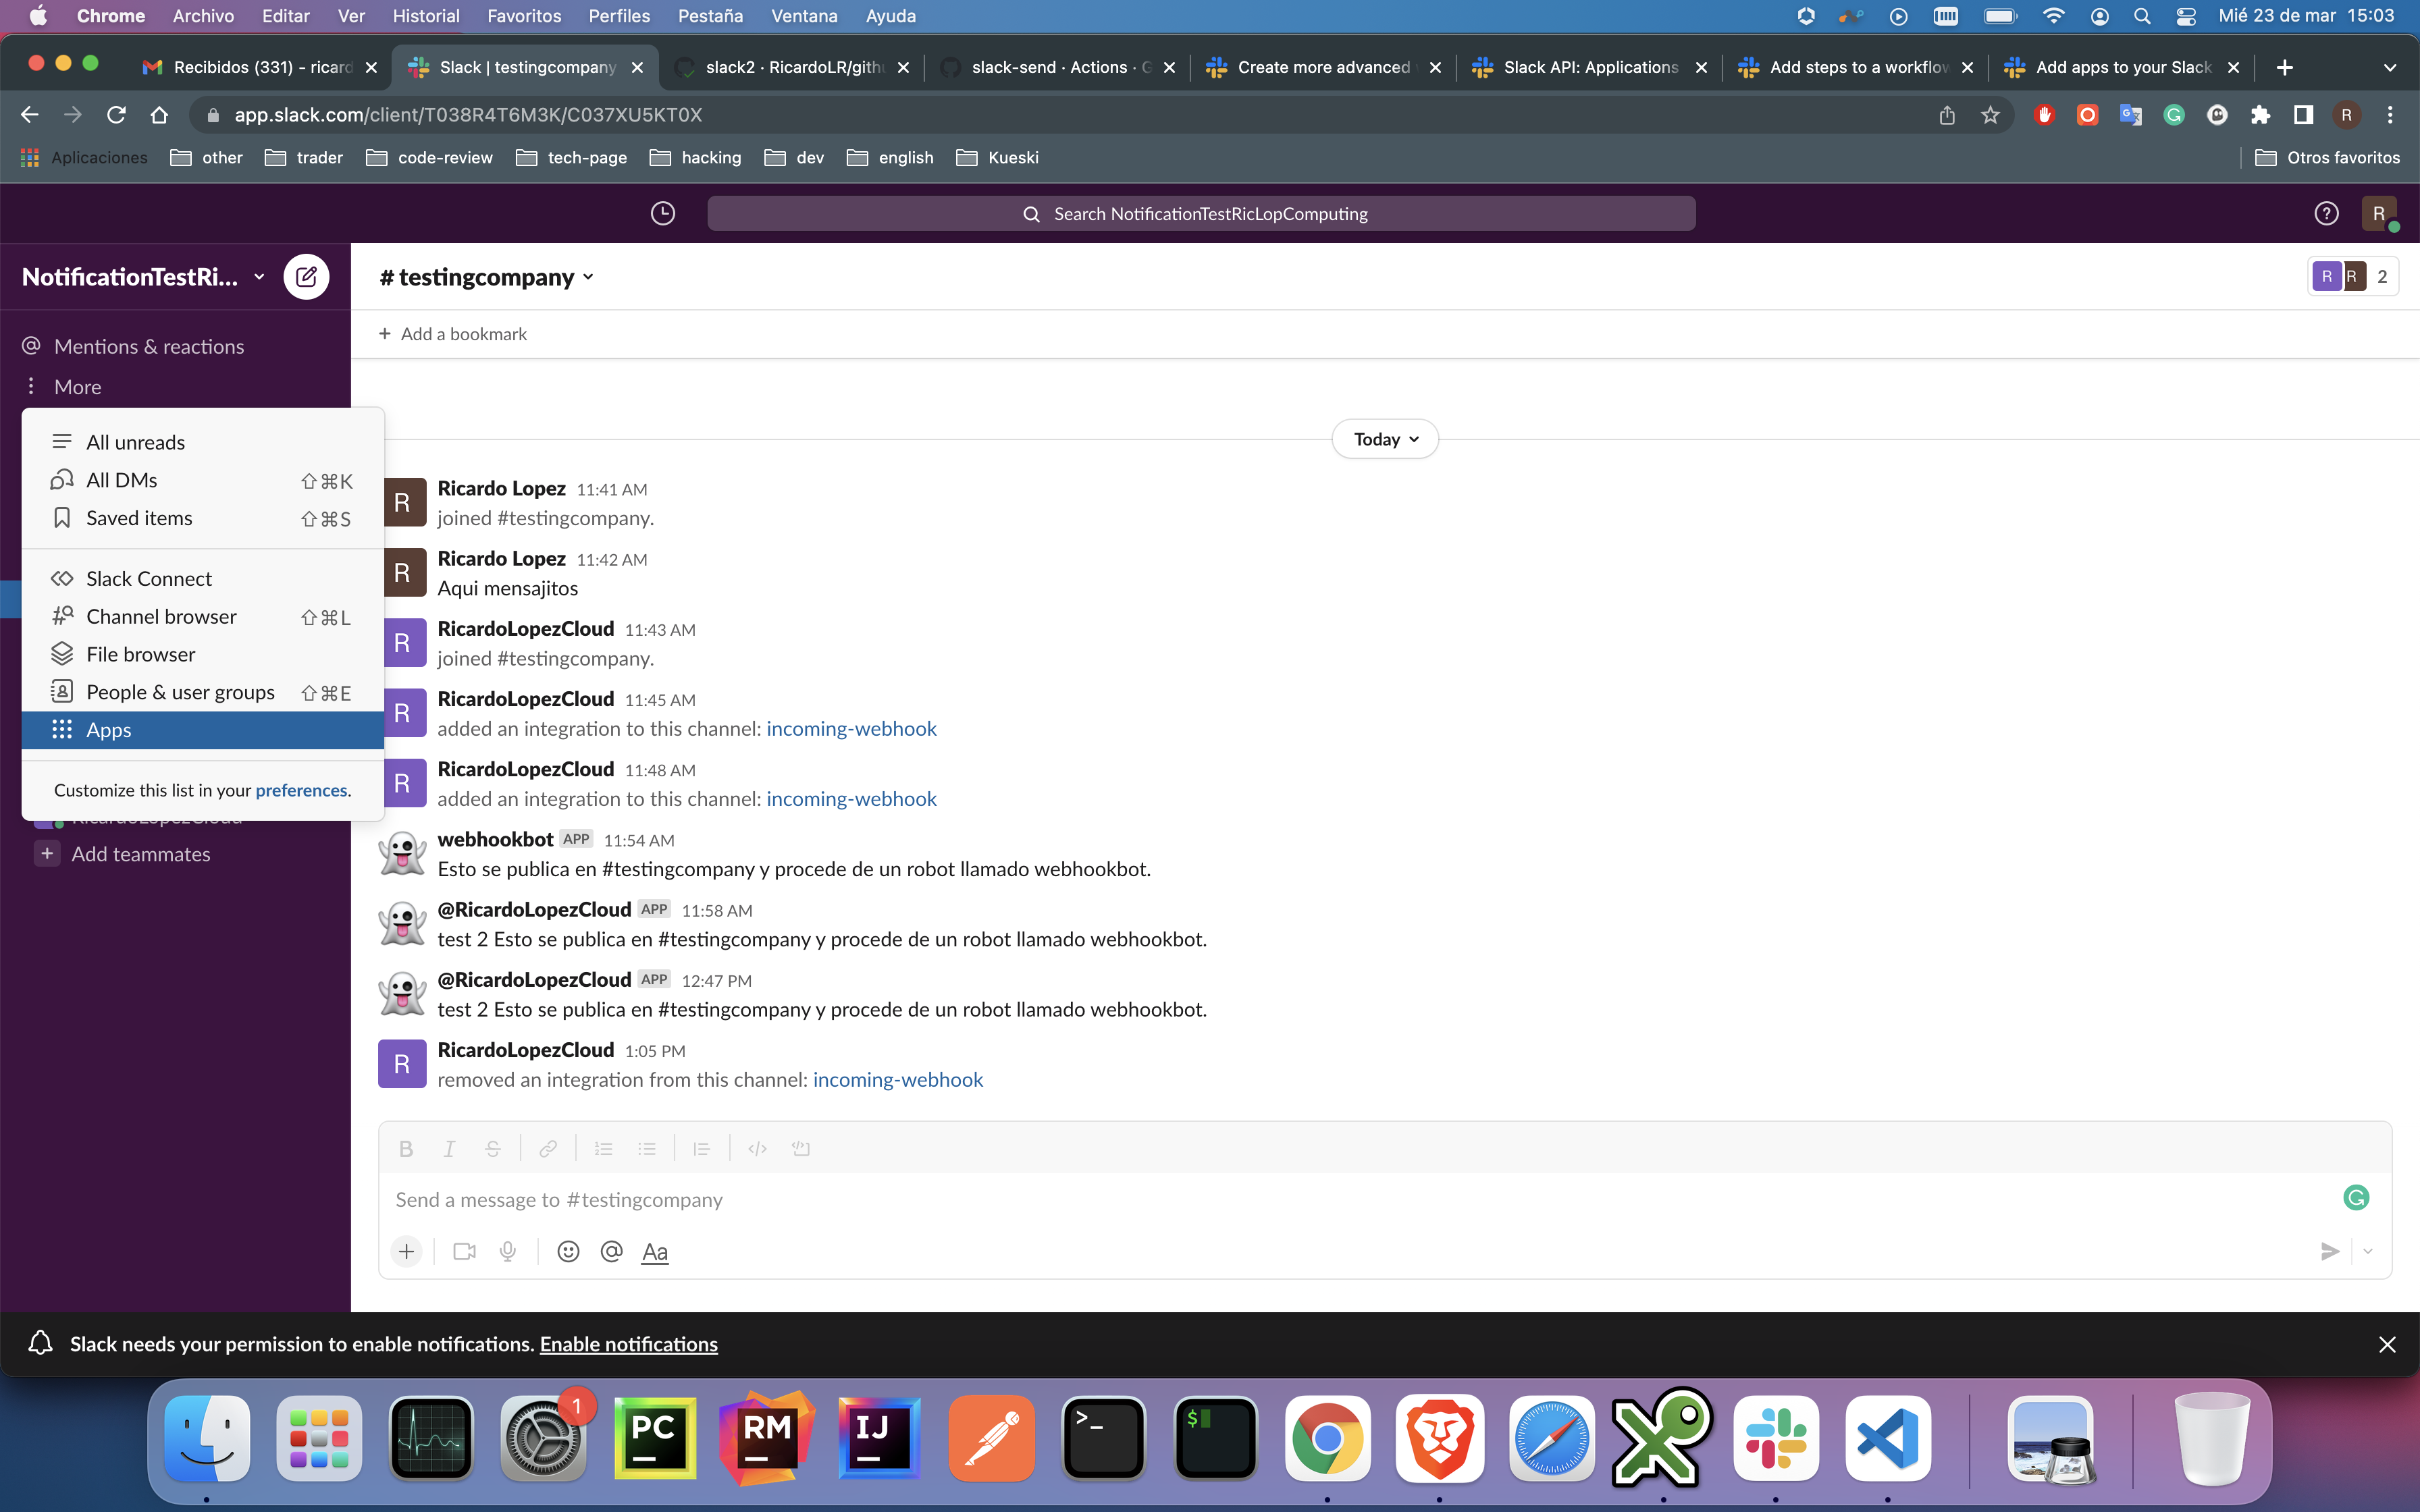 Chrome Archivo Editar Ver Historial Favoritos Perfiles Pestaña Ventana Ayuda Mié 23 de mar 15:03
Recibidos (331) - ricard Slack | testingcompany slack2 · RicardoLR/gith slack-send · Actions · G Create more advanced Slack API: Applications Add steps to a workflow Add apps to your Slack
app.slack.com/client/T038R4T6M3K/C037XU5KT0X R
Aplicaciones other trader code-review tech-page hacking dev english Kueski Otros favoritos
Search NotificationTestRicLopComputing R
NotificationTestRi...
# testingcompany R R 2
Add a bookmark
Mentions & reactions
More
All unreads
All DMs ⇧⌘K
Saved items ⇧⌘S
Slack Connect
Channel browser ⇧⌘L
File browser
People & user groups ⇧⌘E
Apps
Customize this list in your preferences.
RicardoLopezCloud
+ Add teammates
Today
R Ricardo Lopez 11:41 AM
joined #testingcompany.
R Ricardo Lopez 11:42 AM
Aqui mensajitos
R RicardoLopezCloud 11:43 AM
joined #testingcompany.
R RicardoLopezCloud 11:45 AM
added an integration to this channel: incoming-webhook
R RicardoLopezCloud 11:48 AM
added an integration to this channel: incoming-webhook
webhookbot APP 11:54 AM
Esto se publica en #testingcompany y procede de un robot llamado webhookbot.
@RicardoLopezCloud APP 11:58 AM
test 2 Esto se publica en #testingcompany y procede de un robot llamado webhookbot.
@RicardoLopezCloud APP 12:47 PM
test 2 Esto se publica en #testingcompany y procede de un robot llamado webhookbot.
R RicardoLopezCloud 1:05 PM
removed an integration from this channel: incoming-webhook
B I S
Send a message to #testingcompany
Aa
Slack needs your permission to enable notifications. Enable notifications
1
PC RM IJ >_ $